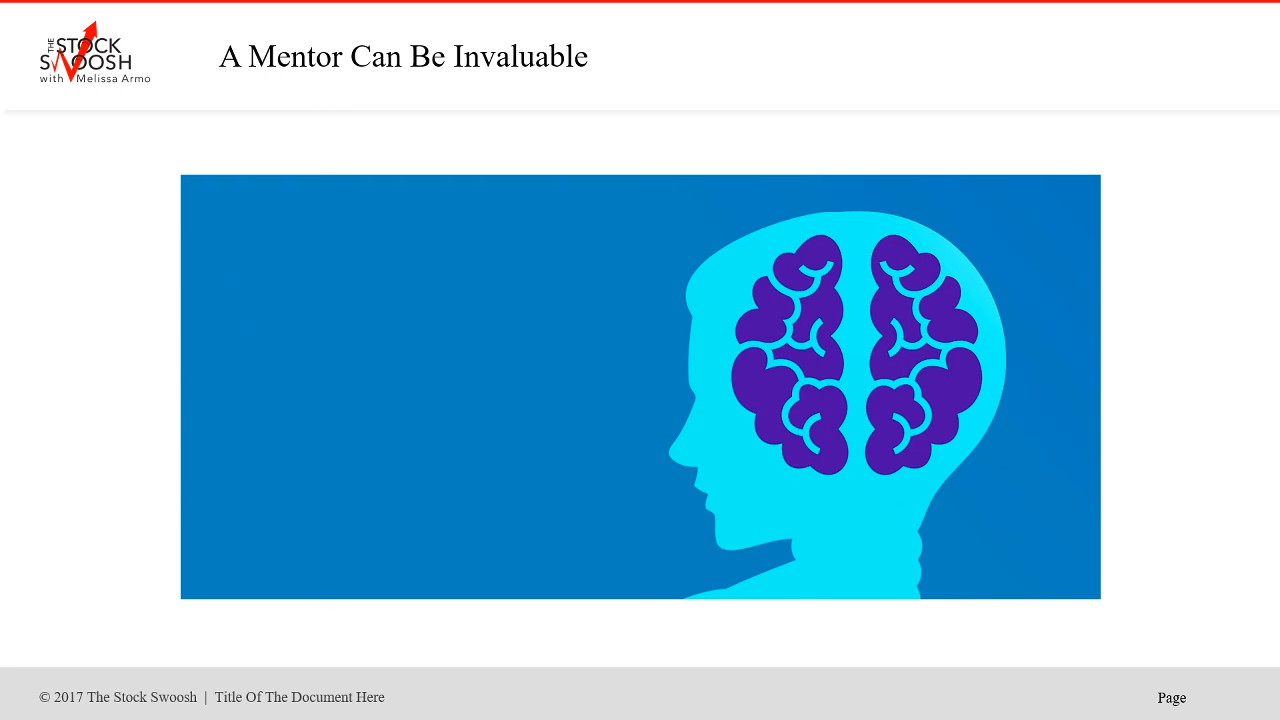 THE STOCK
SWOOSH
with Melissa Armo
A Mentor Can Be Invaluable
© 2017 The Stock Swoosh | Title Of The Document Here
Page